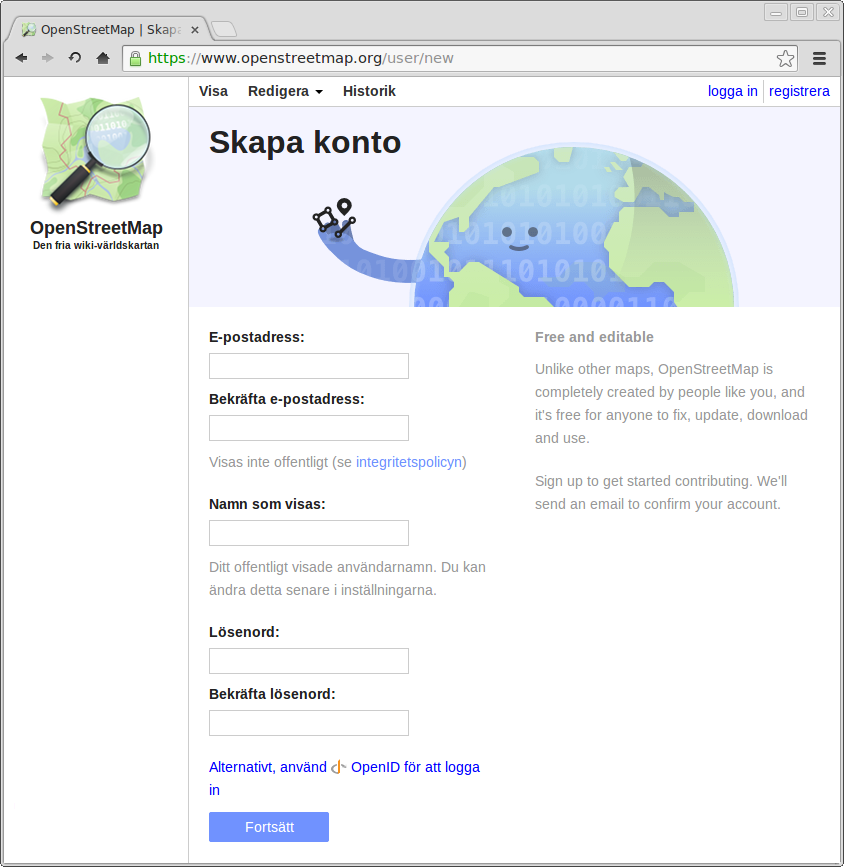 OpenStreetMap | Skapa
https://www.openstreetmap.org/user/new
Visa Redigera Historik logga in registrera
OpenStreetMap
Den fria wiki-världskartan
Skapa konto
E-postadress:
Bekräfta e-postadress:
Visas inte offentligt (se integritetspolicyn)
Namn som visas:
Ditt offentligt visade användarnamn. Du kan
ändra detta senare i inställningarna.
Lösenord:
Bekräfta lösenord:
Alternativt, använd OpenID för att logga
in
Fortsätt
Free and editable
Unlike other maps, OpenStreetMap is
completely created by people like you, and
it's free for anyone to fix, update, download
and use.
Sign up to get started contributing. We'll
send an email to confirm your account.